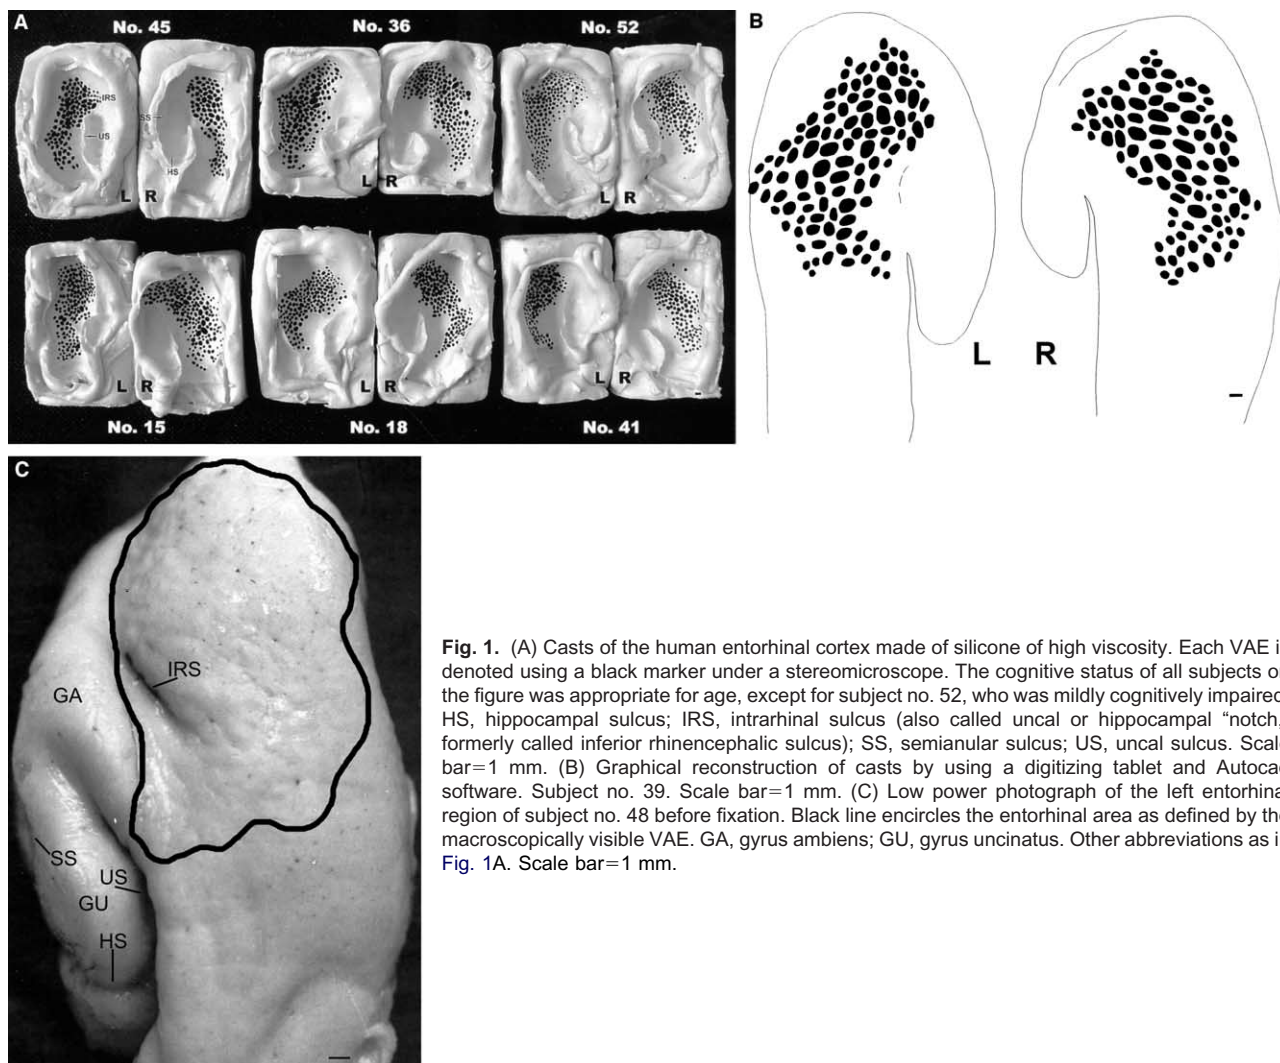 A
No. 45
No. 36
No. 52
IRS
US
SS
HS
L R
L R
L R
L R
L R
L R
No. 15
No. 18
No. 41
B
L R
C
IRS
GA
SS
US
GU
HS
Fig. 1. (A) Casts of the human entorhinal cortex made of silicone of high viscosity. Each VAE i
denoted using a black marker under a stereomicroscope. The cognitive status of all subjects o
the figure was appropriate for age, except for subject no. 52, who was mildly cognitively impaired
HS, hippocampal sulcus; IRS, intrarhinal sulcus (also called uncal or hippocampal “notch,
formerly called inferior rhinencephalic sulcus); SS, semianular sulcus; US, uncal sulcus. Scale
bar=1 mm. (B) Graphical reconstruction of casts by using a digitizing tablet and Autocad
software. Subject no. 39. Scale bar=1 mm. (C) Low power photograph of the left entorhina
region of subject no. 48 before fixation. Black line encircles the entorhinal area as defined by the
macroscopically visible VAE. GA, gyrus ambiens; GU, gyrus uncinatus. Other abbreviations as i
Fig. 1A. Scale bar=1 mm.